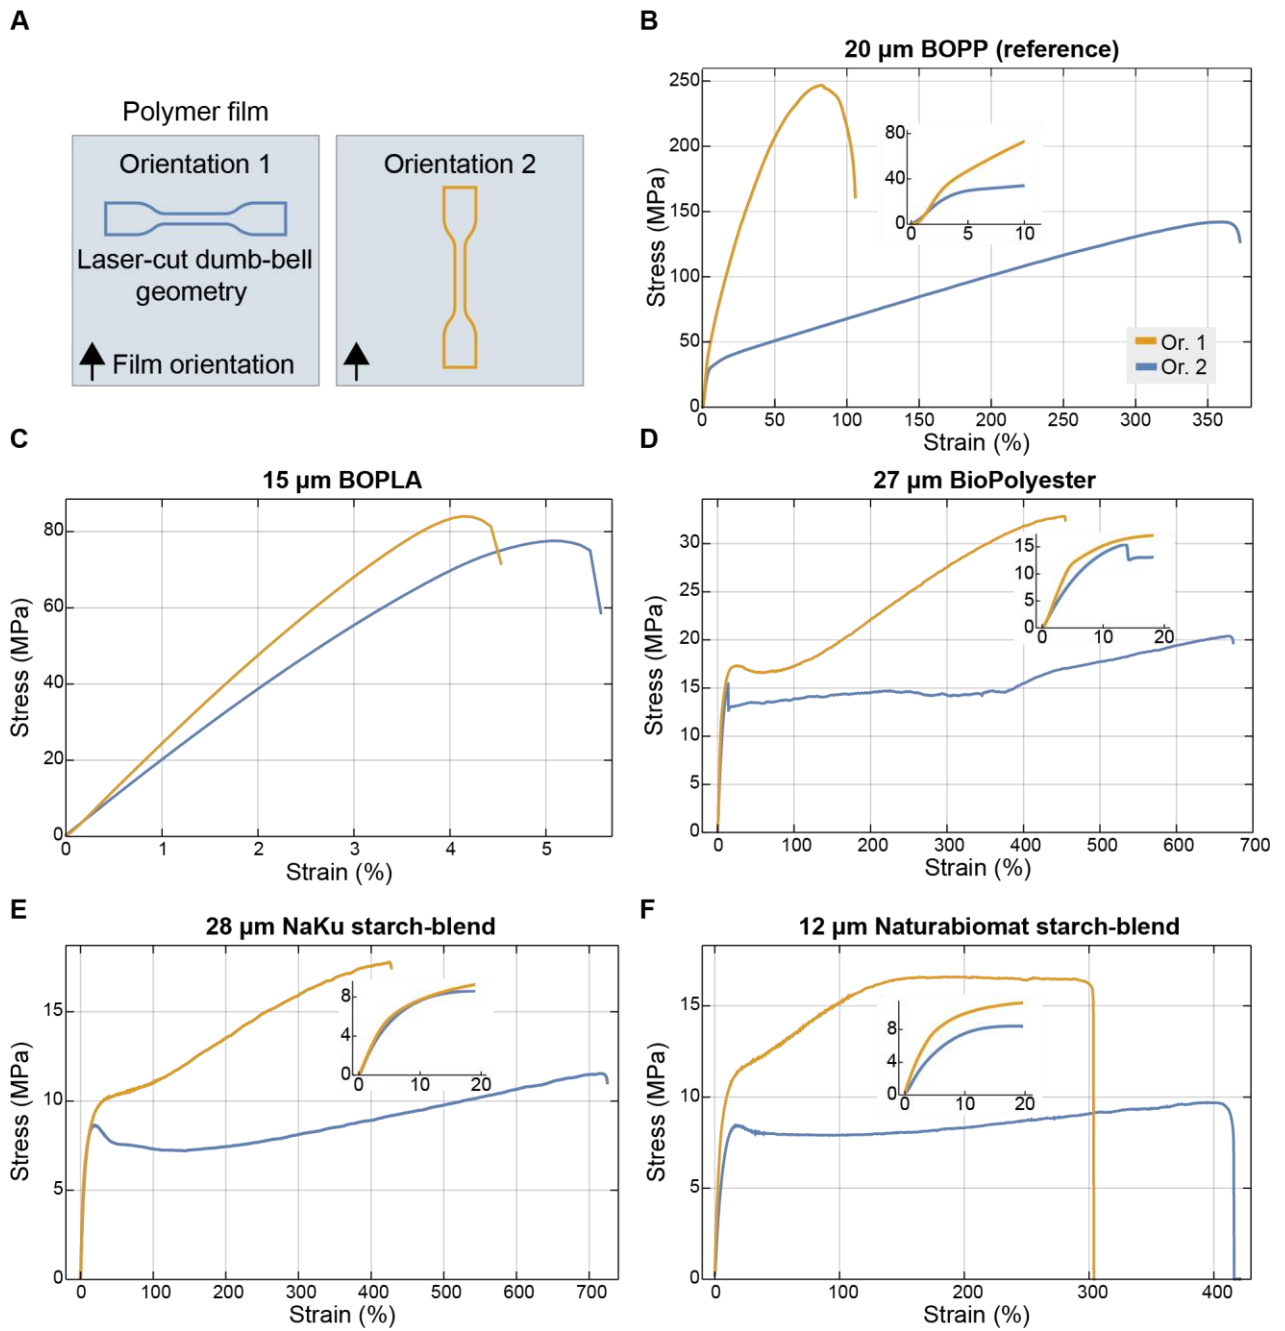 A
Polymer film
Orientation 1
Laser-cut dumb-bell
geometry
Film orientation
Orientation 2
B
20 µm BOPP (reference)
Stress (MPa)
250
200
150
100
50
0
0 50 100 150 200 250 300 350
Strain (%)
80
40
0
0 5 10
Or. 1
Or. 2
C
15 µm BOPLA
Stress (MPa)
80
60
40
20
0
0 1 2 3 4 5
Strain (%)
D
27 µm BioPolyester
Stress (MPa)
30
25
20
15
10
5
0
0 100 200 300 400 500 600 700
Strain (%)
15
10
5
0
0 10 20
E
28 µm NaKu starch-blend
Stress (MPa)
15
10
5
0
0 100 200 300 400 500 600 700
Strain (%)
8
4
0
0 10 20
F
12 µm Naturabiomat starch-blend
Stress (MPa)
15
10
5
0
0 100 200 300 400
Strain (%)
8
4
0
0 10 20